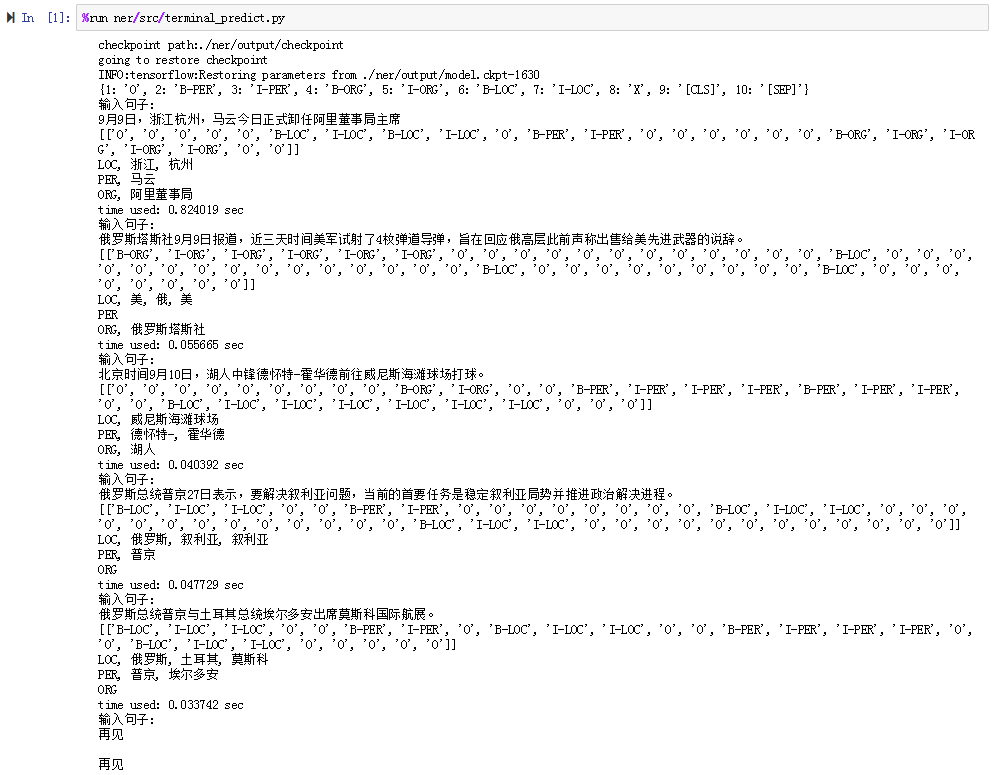 In [1]: %run ner/src/terminal_predict.py
checkpoint path:./ner/output/checkpoint
going to restore checkpoint
INFO:tensorflow:Restoring parameters from ./ner/output/model.ckpt-1630
{1: 'O', 2: 'B-PER', 3: 'I-PER', 4: 'B-ORG', 5: 'I-ORG', 6: 'B-LOC', 7: 'I-LOC', 8: 'X', 9: '[CLS]', 10: '[SEP]'}
输入句子:
9月9日，浙江杭州，马云今日正式卸任阿里董事局主席
[['O', 'O', 'O', 'O', 'O', 'B-LOC', 'I-LOC', 'B-LOC', 'I-LOC', 'O', 'B-PER', 'I-PER', 'O', 'O', 'O', 'O', 'O', 'O', 'B-ORG', 'I-ORG', 'I-OR
G', 'I-ORG', 'I-ORG', 'O', 'O']]
LOC, 浙江, 杭州
PER, 马云
ORG, 阿里董事局
time used: 0.824019 sec
输入句子:
俄罗斯塔斯社9月9日报道，近三天时间美军试射了4枚弹道导弹，旨在回应俄高层此前声称出售给美先进武器的说辞。
[['B-ORG', 'I-ORG', 'I-ORG', 'I-ORG', 'I-ORG', 'I-ORG', 'O', 'O', 'O', 'O', 'O', 'O', 'O', 'O', 'O', 'O', 'O', 'O', 'B-LOC', 'O', 'O', 'O',
'O', 'O', 'O', 'O', 'O', 'O', 'O', 'O', 'O', 'O', 'O', 'O', 'B-LOC', 'O', 'O', 'O', 'O', 'O', 'O', 'O', 'O', 'O', 'B-LOC', 'O', 'O', 'O',
'O', 'O', 'O', 'O', 'O']]
LOC, 美, 俄, 美
PER
ORG, 俄罗斯塔斯社
time used: 0.055665 sec
输入句子:
北京时间9月10日，湖人中锋德怀特-霍华德前往威尼斯海滩球场打球。
[['O', 'O', 'O', 'O', 'O', 'O', 'O', 'O', 'O', 'B-ORG', 'I-ORG', 'O', 'O', 'B-PER', 'I-PER', 'I-PER', 'I-PER', 'B-PER', 'I-PER', 'I-PER',
'O', 'O', 'B-LOC', 'I-LOC', 'I-LOC', 'I-LOC', 'I-LOC', 'I-LOC', 'I-LOC', 'O', 'O', 'O']]
LOC, 威尼斯海滩球场
PER, 德怀特-, 霍华德
ORG, 湖人
time used: 0.040392 sec
输入句子:
俄罗斯总统普京27日表示，要解决叙利亚问题，当前的首要任务是稳定叙利亚局势并推进政治解决进程。
[['B-LOC', 'I-LOC', 'I-LOC', 'O', 'O', 'B-PER', 'I-PER', 'O', 'O', 'O', 'O', 'O', 'O', 'O', 'O', 'B-LOC', 'I-LOC', 'I-LOC', 'O', 'O', 'O',
'O', 'O', 'O', 'O', 'O', 'O', 'O', 'O', 'O', 'O', 'B-LOC', 'I-LOC', 'I-LOC', 'O', 'O', 'O', 'O', 'O', 'O', 'O', 'O', 'O', 'O', 'O', 'O']]
LOC, 俄罗斯, 叙利亚, 叙利亚
PER, 普京
ORG
time used: 0.047729 sec
输入句子:
俄罗斯总统普京与土耳其总统埃尔多安出席莫斯科国际航展。
[['B-LOC', 'I-LOC', 'I-LOC', 'O', 'O', 'B-PER', 'I-PER', 'O', 'B-LOC', 'I-LOC', 'I-LOC', 'O', 'O', 'B-PER', 'I-PER', 'I-PER', 'I-PER', 'O',
'O', 'B-LOC', 'I-LOC', 'I-LOC', 'O', 'O', 'O', 'O', 'O']]
LOC, 俄罗斯, 土耳其, 莫斯科
PER, 普京, 埃尔多安
ORG
time used: 0.033742 sec
输入句子:
再见
再见